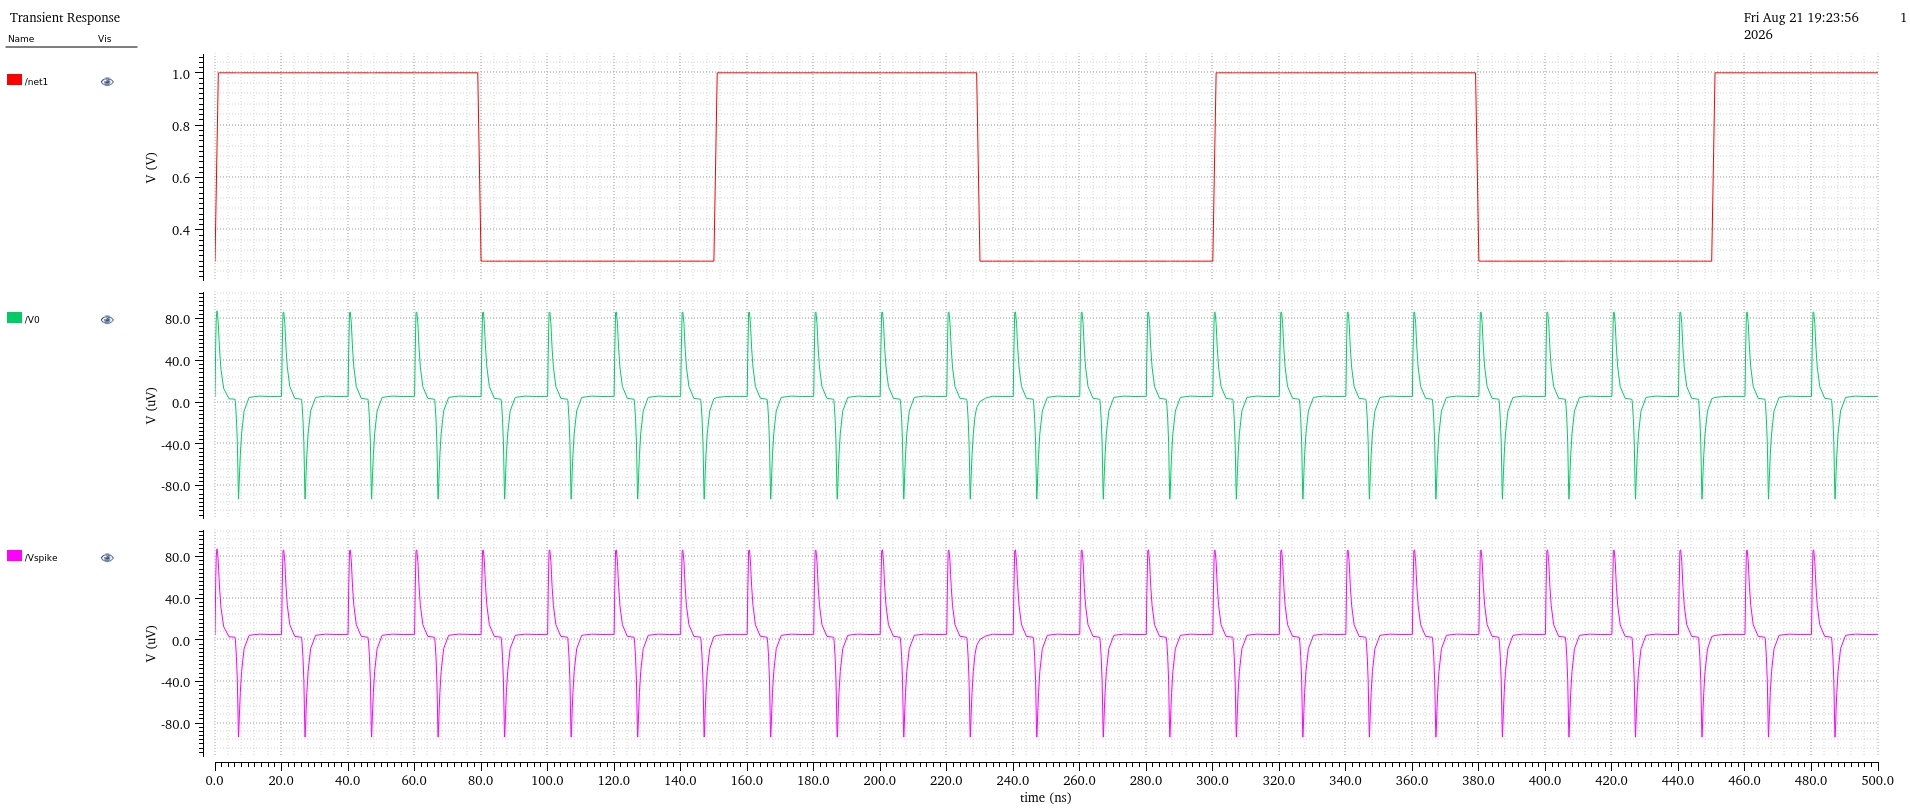 Transient Response
Fri Aug 21 19:23:56 1
2026
Name Vis
/net1
1.0
0.8
0.6
0.4
V (V)
/V0
80.0
40.0
0.0
-40.0
-80.0
V (uV)
/Vspike
80.0
40.0
0.0
-40.0
-80.0
V (uV)
0.0 20.0 40.0 60.0 80.0 100.0 120.0 140.0 160.0 180.0 200.0 220.0 240.0 260.0 280.0 300.0 320.0 340.0 360.0 380.0 400.0 420.0 440.0 460.0 480.0 500.0
time (ns)